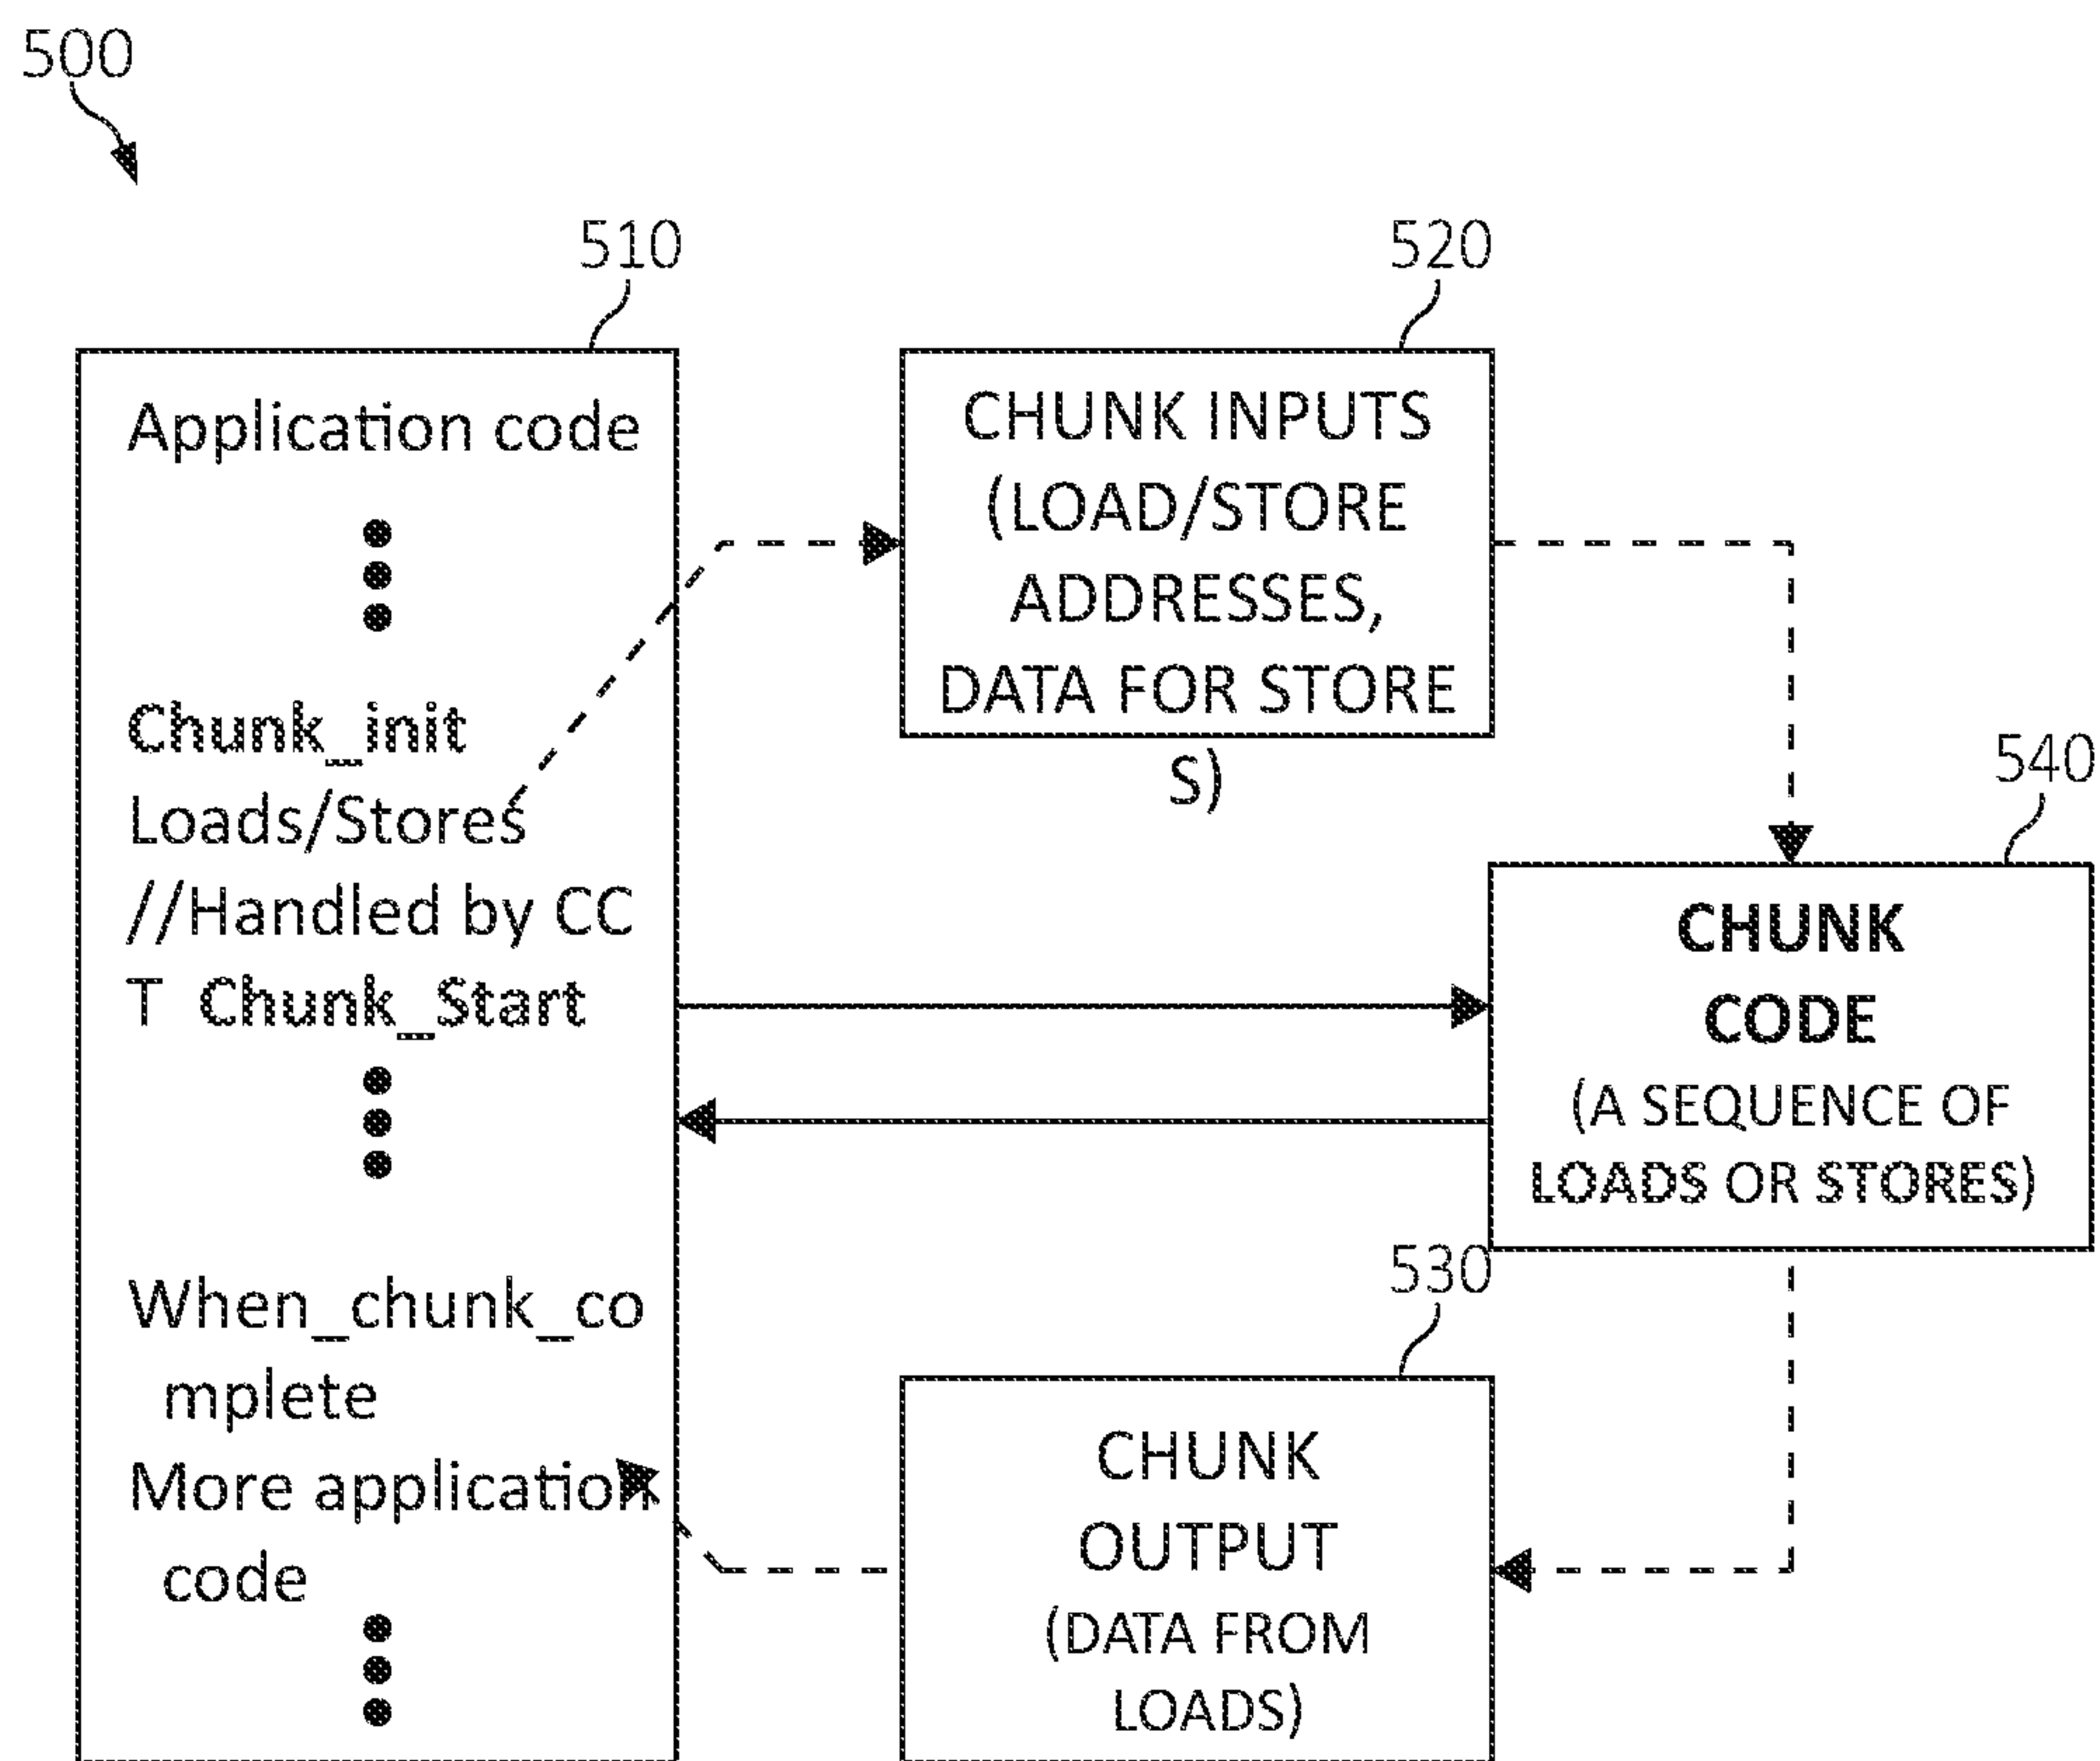 500
510
Application code
Chunk_init
Loads/Stores
//Handled by CC
T Chunk_Start
When_chunk_co
mplete
More application
code
520
CHUNK INPUTS
(LOAD/STORE
ADDRESSES,
DATA FOR STORE
S)
540
CHUNK
CODE
(A SEQUENCE OF
LOADS OR STORES)
530
CHUNK
OUTPUT
(DATA FROM
LOADS)